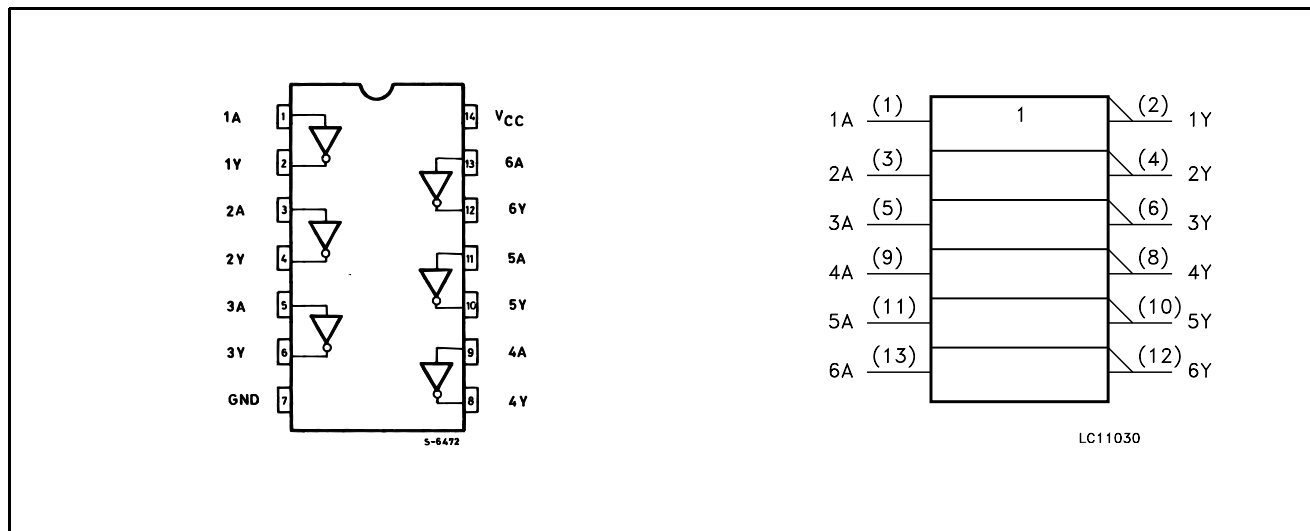 1A 1 14 VCC
1Y 2 13 6A
2A 3 12 6Y
2Y 4 11 5A
3A 5 10 5Y
3Y 6 9 4A
GND 7 8 4Y
S-6472
1A (1) 1 (2) 1Y
2A (3) (4) 2Y
3A (5) (6) 3Y
4A (9) (8) 4Y
5A (11) (10) 5Y
6A (13) (12) 6Y
LC11030